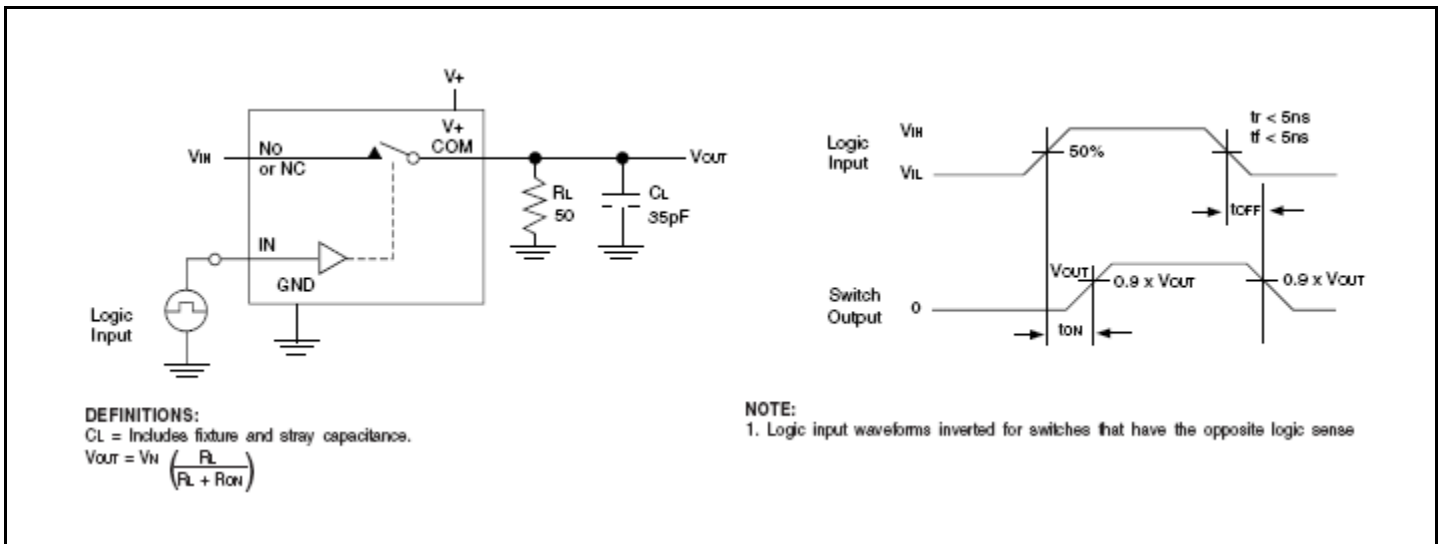 V+
V+
VIH
NO
COM
or NC
VOUT
RL
50
CL
35pF
IN
GND
Logic
Input
DEFINITIONS:
CL = Includes fixture and stray capacitance.
VOUT = VN (RL / RL + RON)
Logic
Input
VIH
VIL
50%
tr < 5ns
tf < 5ns
tOFF
Switch
Output
VOUT
0
0.9 x VOUT
0.9 x VOUT
tON
NOTE:
1. Logic input waveforms inverted for switches that have the opposite logic sense